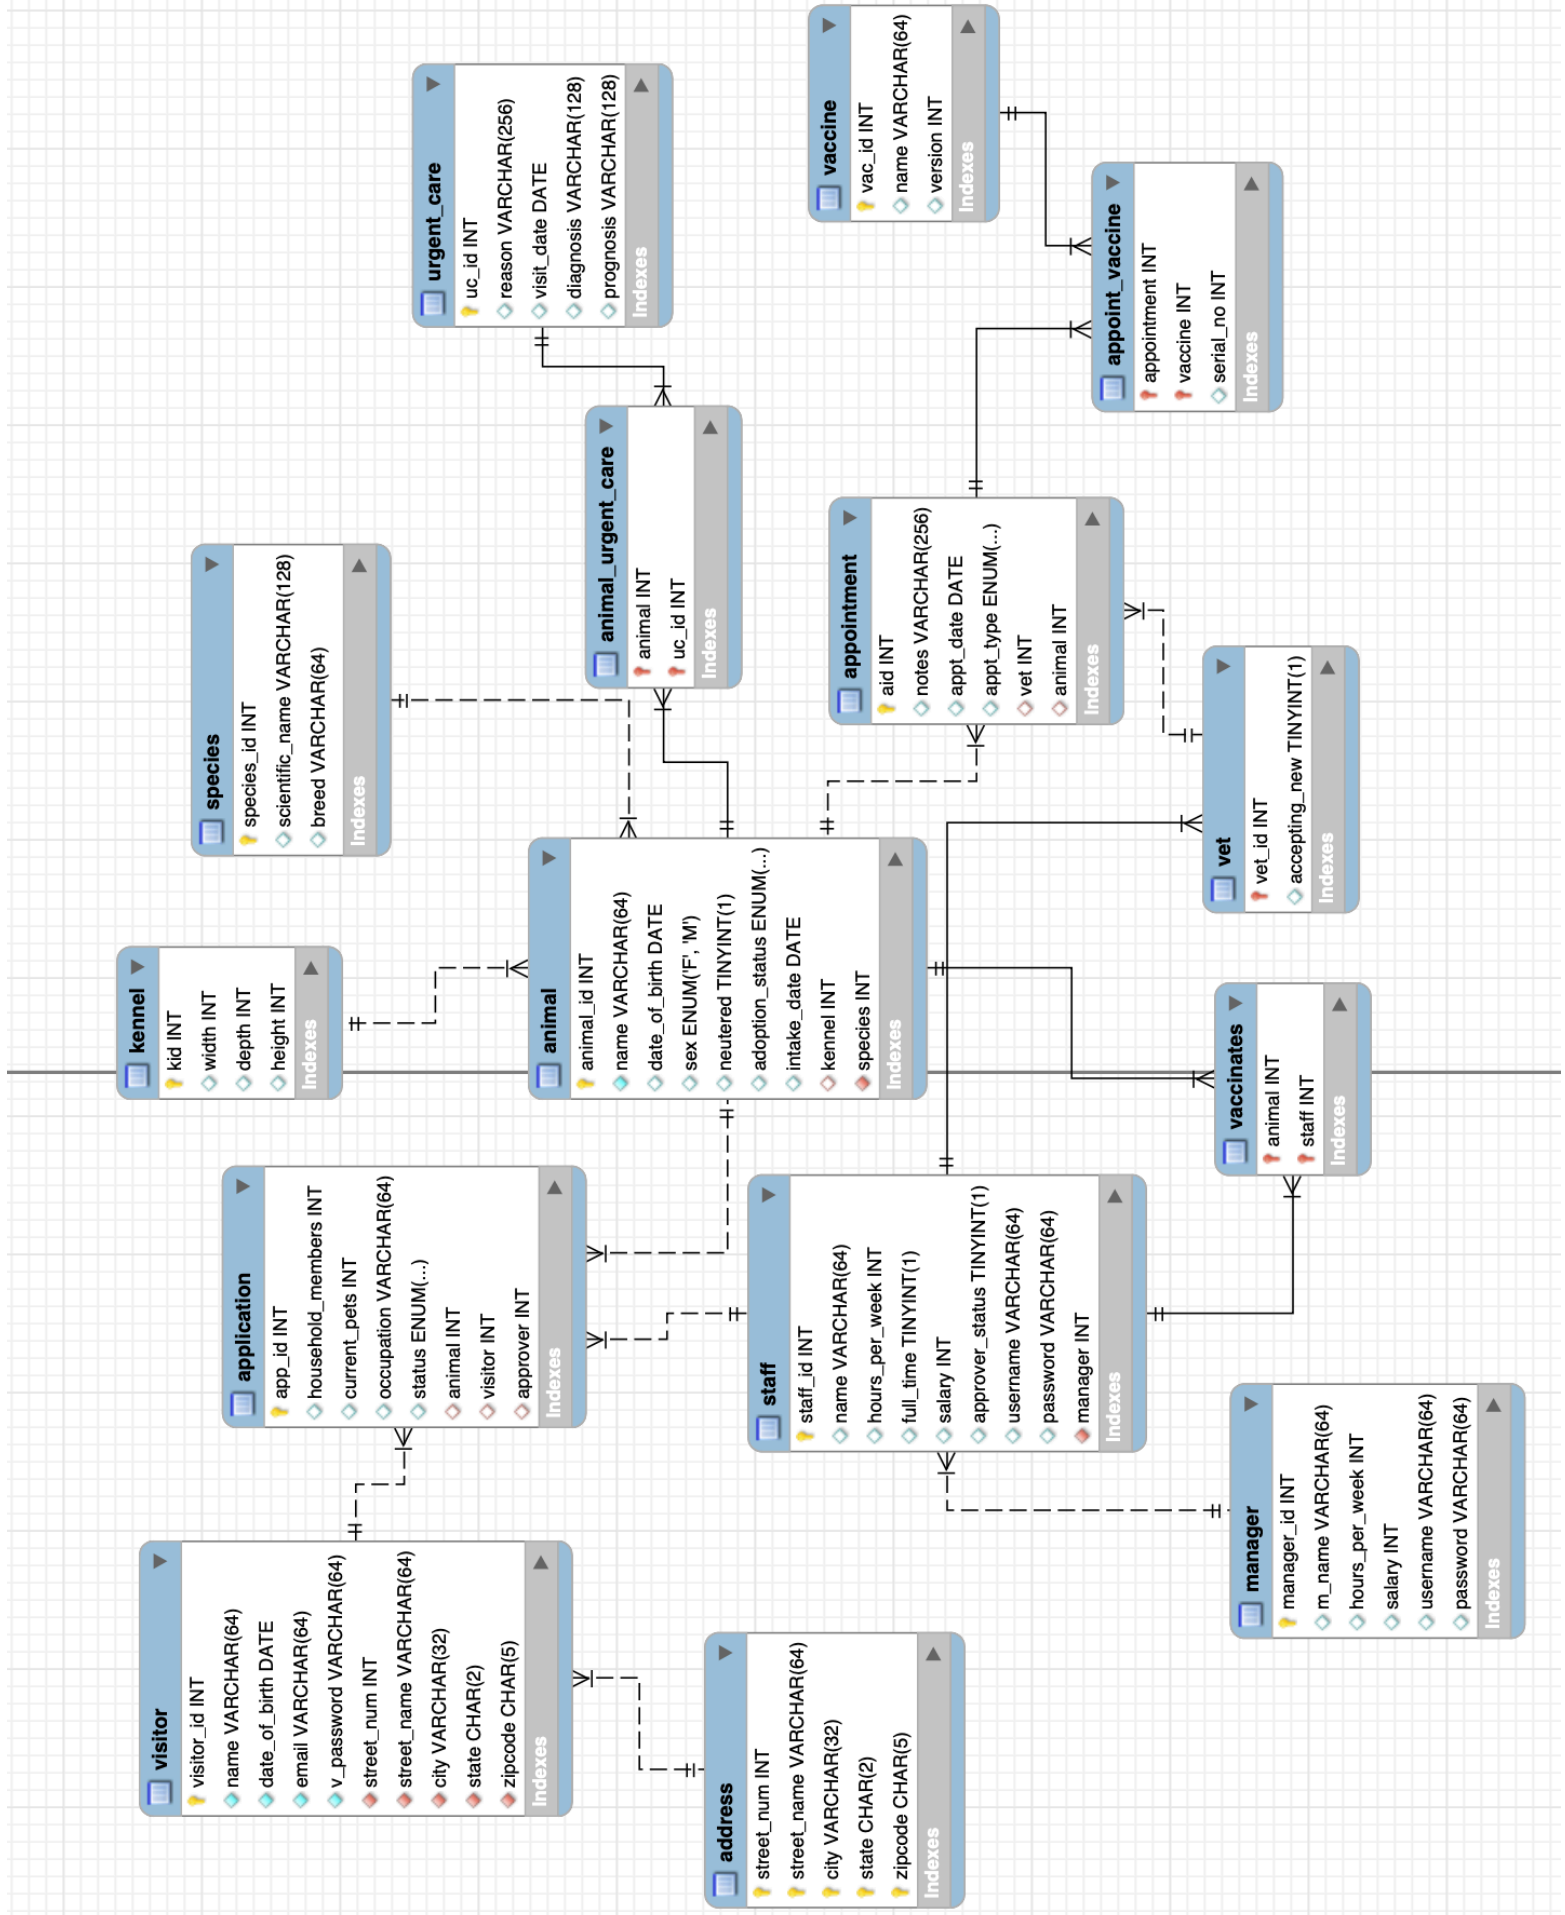 visitor
visitor_id INT
name VARCHAR(64)
date_of_birth DATE
email VARCHAR(64)
v_password VARCHAR(64)
street_num INT
street_name VARCHAR(64)
city VARCHAR(32)
state CHAR(2)
zipcode CHAR(5)
Indexes
address
street_num INT
street_name VARCHAR(64)
city VARCHAR(32)
state CHAR(2)
zipcode CHAR(5)
Indexes
application
app_id INT
household_members INT
current_pets INT
occupation VARCHAR(64)
status ENUM(...)
animal INT
visitor INT
approver INT
Indexes
staff
staff_id INT
name VARCHAR(64)
hours_per_week INT
full_time TINYINT(1)
salary INT
approver_status TINYINT(1)
username VARCHAR(64)
password VARCHAR(64)
manager INT
Indexes
manager
manager_id INT
m_name VARCHAR(64)
hours_per_week INT
salary INT
username VARCHAR(64)
password VARCHAR(64)
Indexes
kennel
kid INT
width INT
depth INT
height INT
Indexes
animal
animal_id INT
name VARCHAR(64)
date_of_birth DATE
sex ENUM('F', 'M')
neutered TINYINT(1)
adoption_status ENUM(...)
intake_date DATE
kennel INT
species INT
Indexes
vaccinates
animal INT
staff INT
Indexes
species
species_id INT
scientific_name VARCHAR(128)
breed VARCHAR(64)
Indexes
animal_urgent_care
animal INT
uc_id INT
Indexes
appointment
aid INT
notes VARCHAR(256)
appt_date DATE
appt_type ENUM(...)
vet INT
animal INT
Indexes
vet
vet_id INT
accepting_new TINYINT(1)
Indexes
urgent_care
uc_id INT
reason VARCHAR(256)
visit_date DATE
diagnosis VARCHAR(128)
prognosis VARCHAR(128)
Indexes
vaccine
vac_id INT
name VARCHAR(64)
version INT
Indexes
appoint_vaccine
appointment INT
vaccine INT
serial_no INT
Indexes